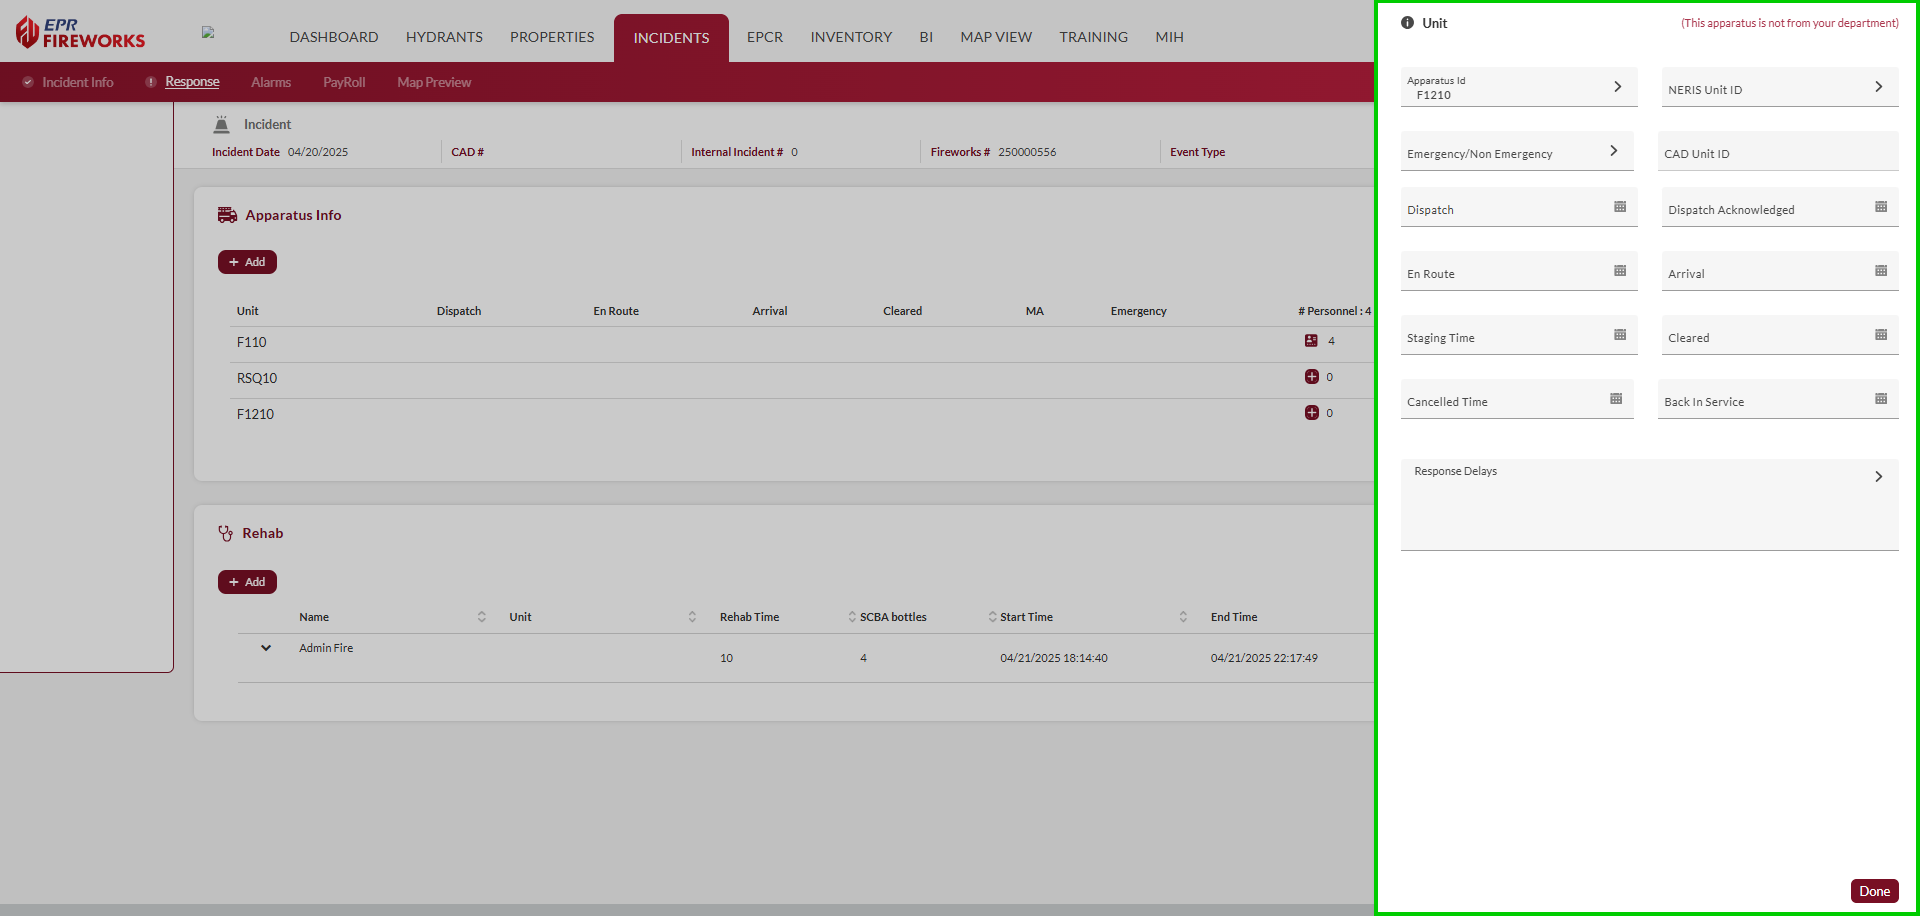 EPR
FIREWORKS
DASHBOARD HYDRANTS PROPERTIES INCIDENTS EPCR INVENTORY BI MAP VIEW TRAINING MIH
Incident Info Response Alarms PayRoll Map Preview
Incident
Incident Date 04/20/2025 CAD # Internal Incident # 0 Fireworks # 250000556 Event Type
Apparatus Info
+ Add
Unit Dispatch En Route Arrival Cleared MA Emergency # Personnel : 4
F110 4
RSQ10 0
F1210 0
Rehab
+ Add
Name Unit Rehab Time SCBA bottles Start Time End Time
Admin Fire 10 4 04/21/2025 18:14:40 04/21/2025 22:17:49
Unit (This apparatus is not from your department)
Apparatus Id
F1210
NERIS Unit ID
Emergency/Non Emergency CAD Unit ID
Dispatch Dispatch Acknowledged
En Route Arrival
Staging Time Cleared
Cancelled Time Back In Service
Response Delays
Done